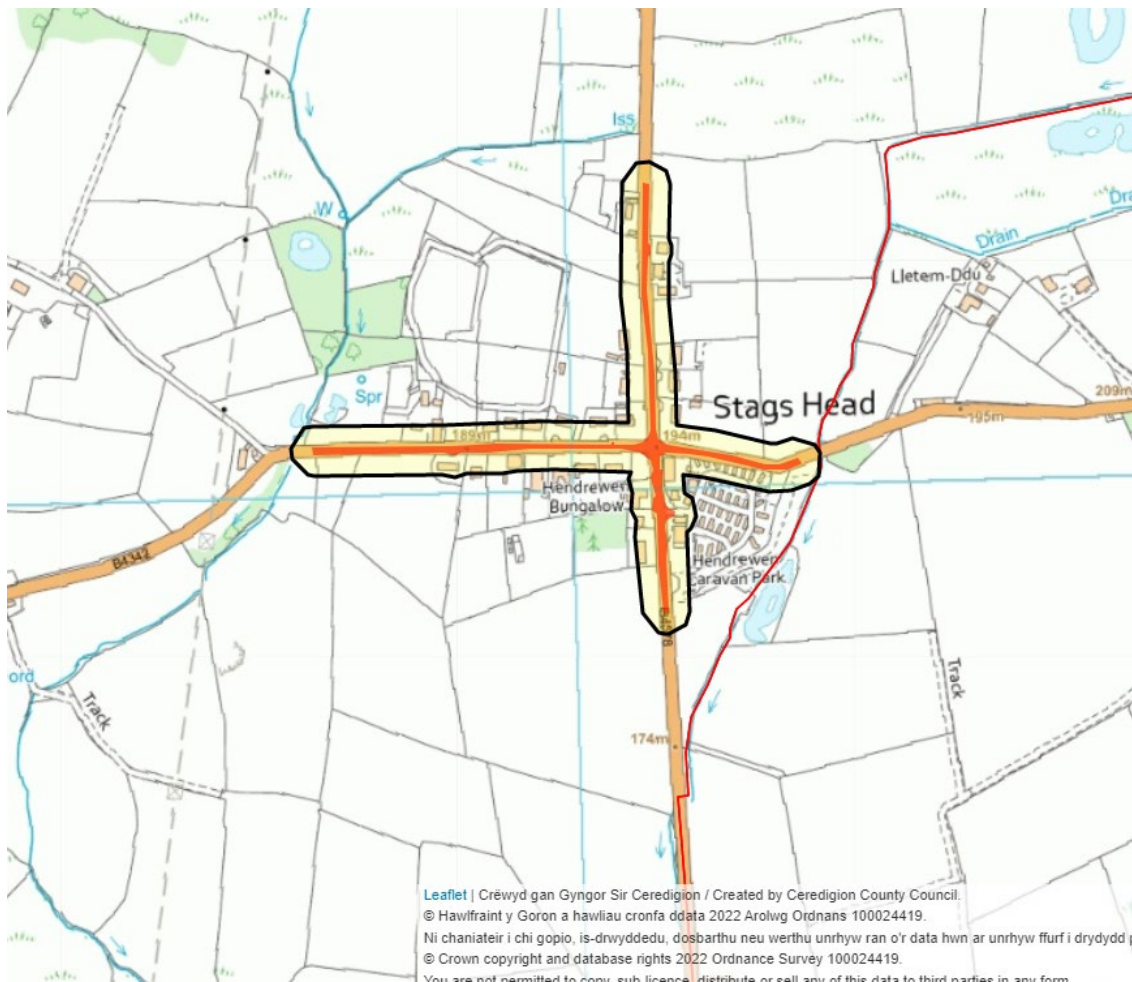 Iss
W
Drain
Dra
Lletem-Ddu
Spr
Stags Head
209m
195m
189m
194m
Hendrewen
Bungalow
B4342
Hendrewen
Caravan Park
ord
Track
Track
174m
Leaflet | Crëwyd gan Gyngor Sir Ceredigion / Created by Ceredigion County Council.
© Hawlfraint y Goron a hawliau cronfa ddata 2022 Arolwg Ordnans 100024419.
Ni chaniateir i chi gopïo, is-drwyddedu, dosbarthu neu werthu unrhyw ran o'r data hwn ar unrhyw ffurf i drydydd p
© Crown copyright and database rights 2022 Ordnance Survey 100024419.
You are not permitted to copy, sub licence, distribute or sell any of this data to third parties in any form